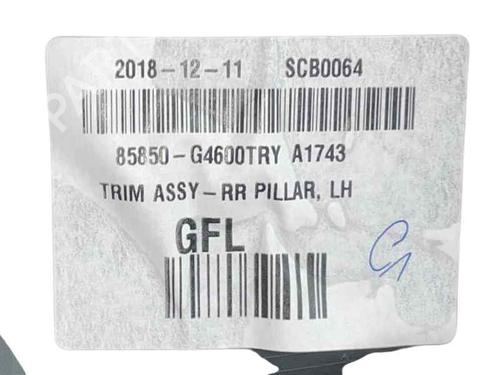 2018-12-11 SCB0064
85850-G4600TRY A1743
TRIM ASSY-RR PILLAR, LH
GFL